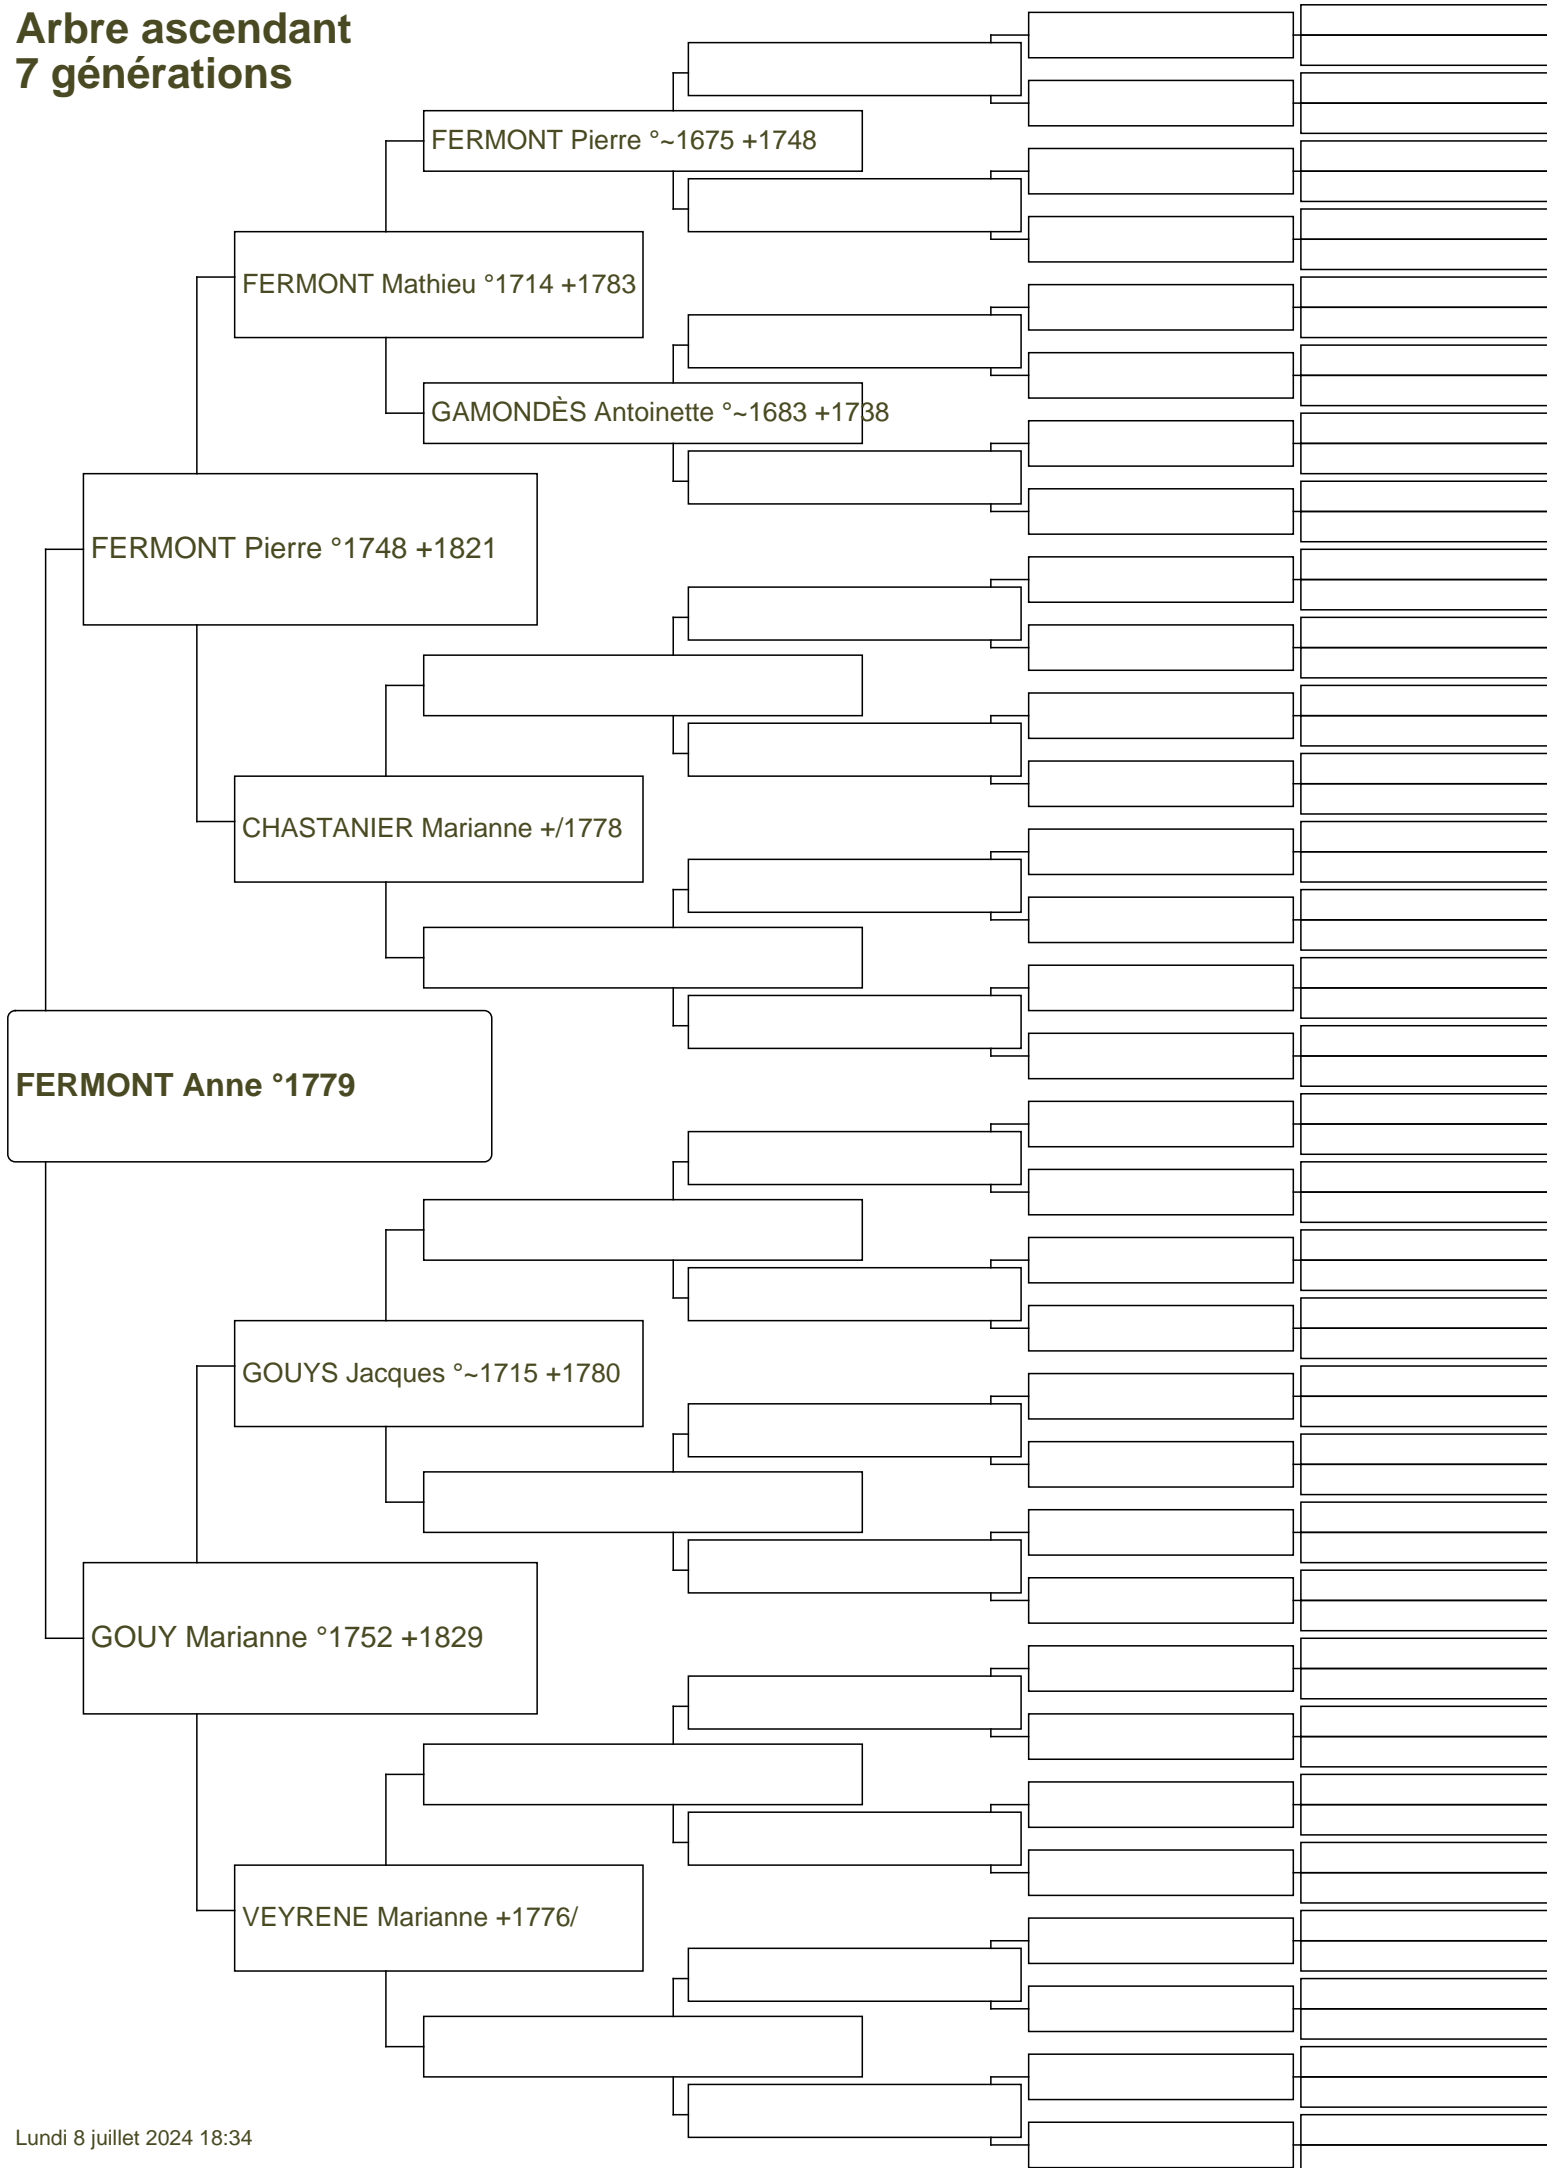 Arbre ascendant
7 générations
FERMONT Pierre °~1675 +1748
FERMONT Mathieu °1714 +1783
GAMONDÈS Antoinette °~1683 +1738
FERMONT Pierre °1748 +1821
CHASTANIER Marianne +/1778
FERMONT Anne °1779
GOUYS Jacques °~1715 +1780
GOUY Marianne °1752 +1829
VEYRENE Marianne +1776/
Lundi 8 juillet 2024 18:34